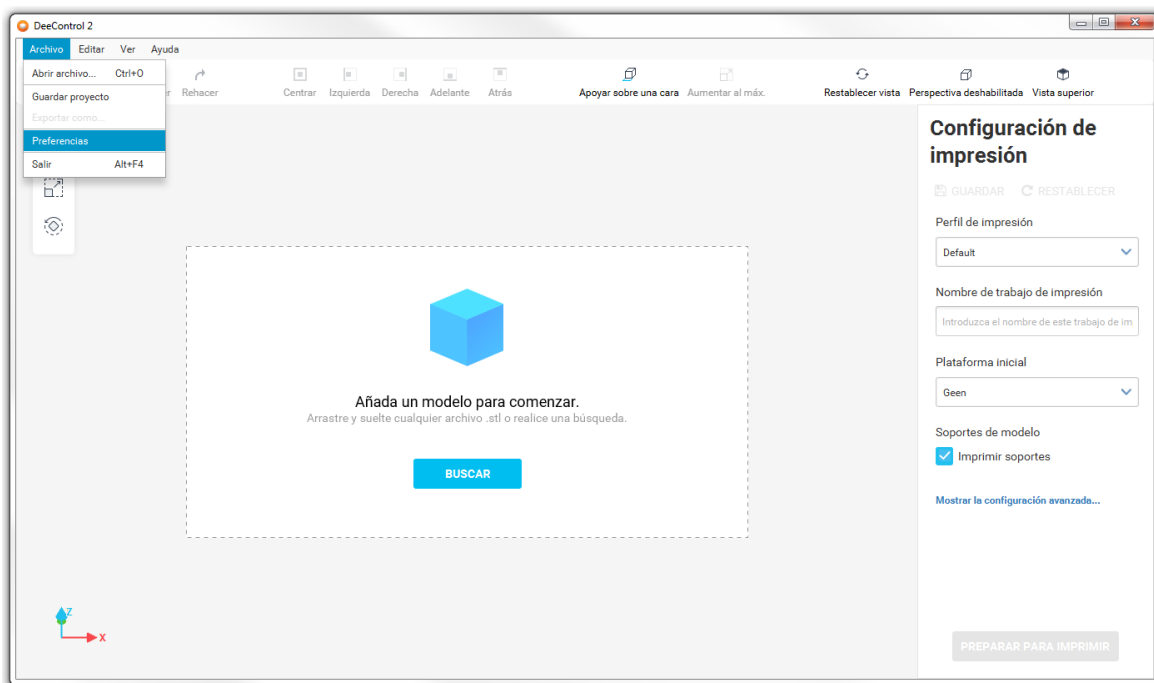 DeeControl 2
Archivo Editar Ver Ayuda
Abrir archivo... Ctrl+O
Guardar proyecto
Exportar como...
Preferencias
Salir Alt+F4
r Rehacer Centrar Izquierda Derecha Adelante Atrás Apoyar sobre una cara Aumentar al máx. Restablecer vista Perspectiva deshabilitada Vista superior
Añada un modelo para comenzar.
Arrastre y suelte cualquier archivo .stl o realice una búsqueda.
BUSCAR
Z
X
Configuración de
impresión
GUARDAR RESTABLECER
Perfil de impresión
Default
Nombre de trabajo de impresión
Introduzca el nombre de este trabajo de im
Plataforma inicial
Geen
Soportes de modelo
Imprimir soportes
Mostrar la configuración avanzada...
PREPARAR PARA IMPRIMIR